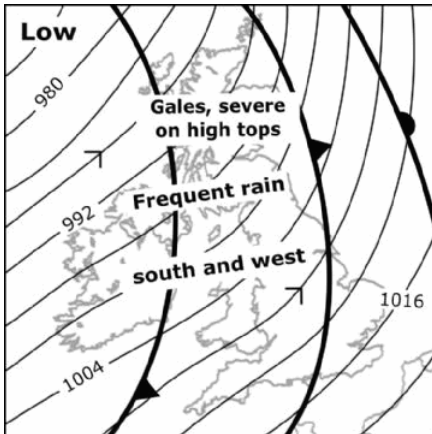 Low
980
Gales, severe
on high tops
Frequent rain
992
south and west
1016
1004